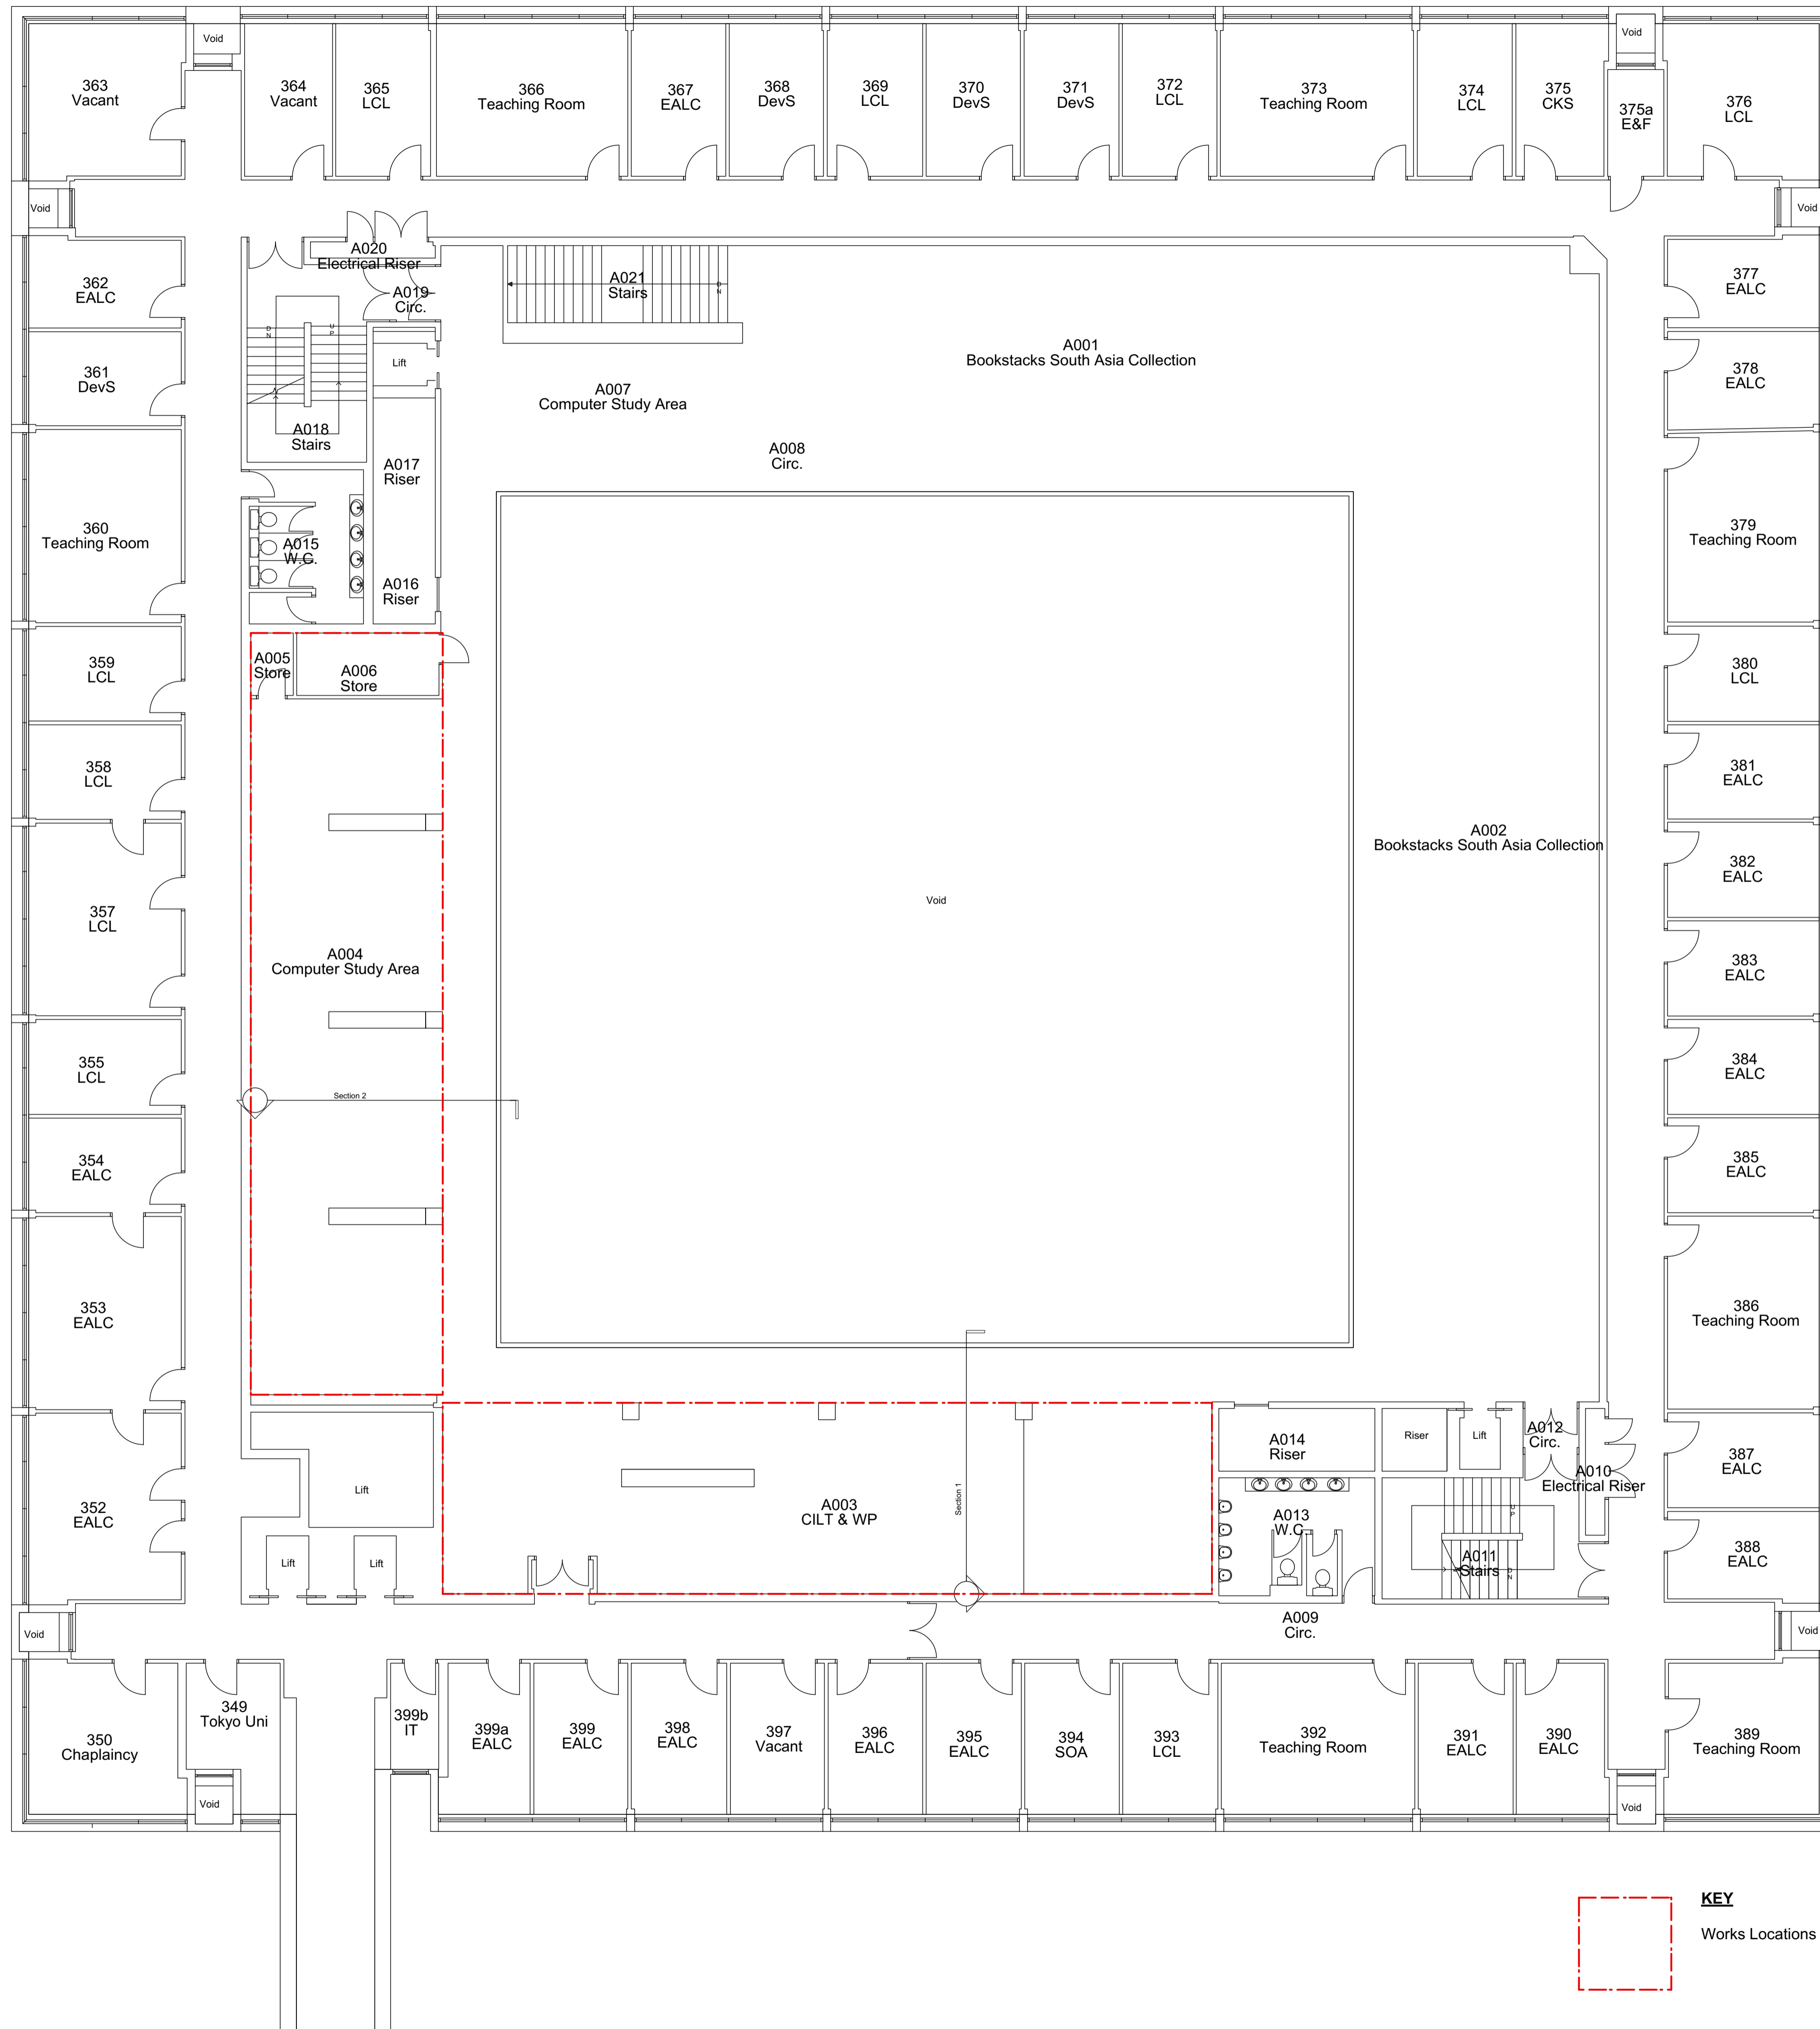 Void
Void
363
Vacant
364
Vacant
365
LCL
366
Teaching Room
367
EALC
368
DevS
369
LCL
370
DevS
371
DevS
372
LCL
373
Teaching Room
374
LCL
375
CKS
375a
E&F
376
LCL
Void
Void
A020
Electrical Riser
A019
Circ.
A021
Stairs
DN
362
EALC
377
EALC
DN
UP
Lift
A001
Bookstacks South Asia Collection
361
DevS
A007
Computer Study Area
378
EALC
A018
Stairs
A008
Circ.
A017
Riser
360
Teaching Room
A015
W.C.
379
Teaching Room
A016
Riser
359
LCL
A005
Store
A006
Store
380
LCL
358
LCL
381
EALC
A002
Bookstacks South Asia Collection
382
EALC
357
LCL
Void
A004
Computer Study Area
383
EALC
355
LCL
384
EALC
Section 2
354
EALC
385
EALC
353
EALC
386
Teaching Room
A014
Riser
Riser
Lift
A012
Circ.
387
EALC
A010
Electrical Riser
352
EALC
Lift
A003
CILT & WP
Section 1
A013
W.C.
UP
A011
Stairs
DN
388
EALC
Lift
Lift
Void
A009
Circ.
Void
350
Chaplaincy
349
Tokyo Uni
399b
IT
399a
EALC
399
EALC
398
EALC
397
Vacant
396
EALC
395
EALC
394
SOA
393
LCL
392
Teaching Room
391
EALC
390
EALC
389
Teaching Room
Void
Void
KEY
Works Locations